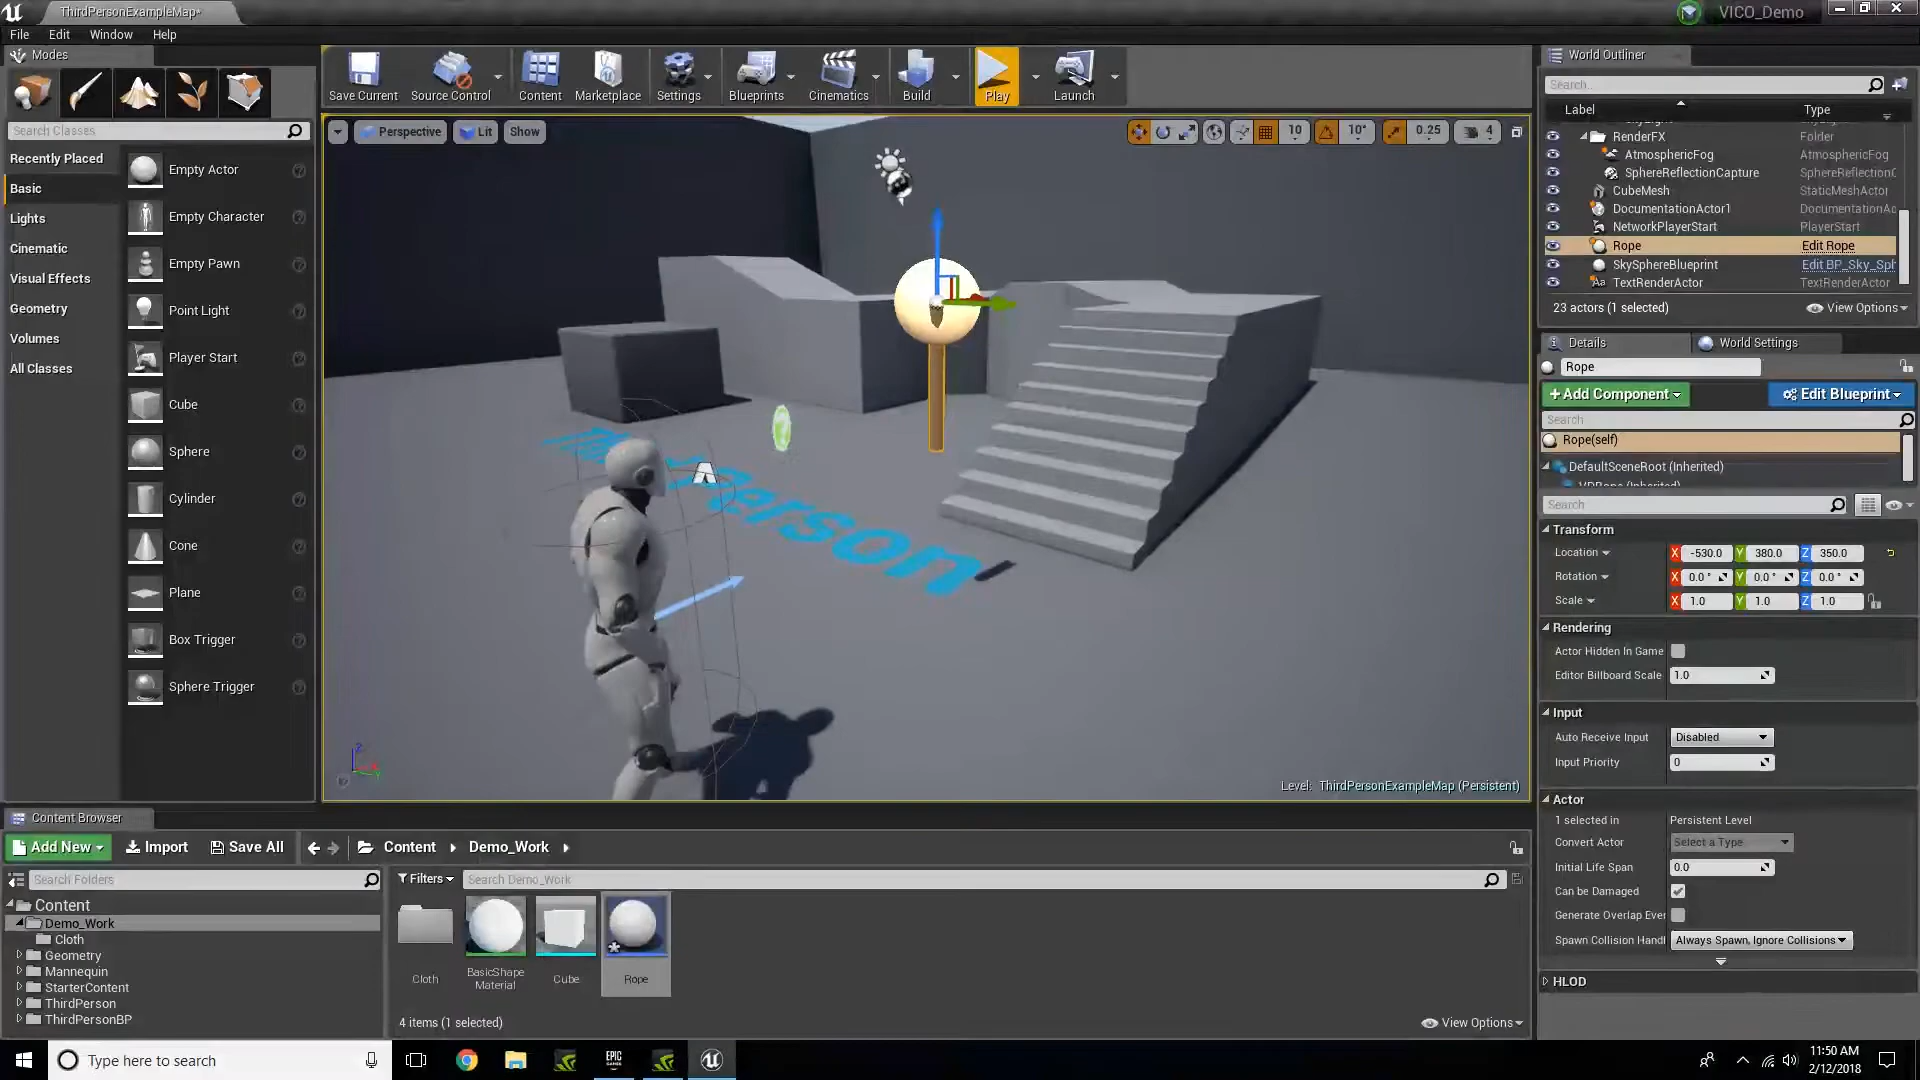 ThirdPersonExampleMap*
VICO_Demo
File Edit Window Help
Modes
Search Classes
Recently Placed
Basic
Lights
Cinematic
Visual Effects
Geometry
Volumes
All Classes
Empty Actor
Empty Character
Empty Pawn
Point Light
Player Start
Cube
Sphere
Cylinder
Cone
Plane
Box Trigger
Sphere Trigger
Save Current Source Control Content Marketplace Settings Blueprints Cinematics Build Play Launch
Perspective Lit Show
10 10° 0.25 4
Person
Level: ThirdPersonExampleMap (Persistent)
World Outliner
Search...
Label Type
RenderFX Folder
AtmosphericFog AtmosphericFog
SphereReflectionCapture SphereReflectionC
CubeMesh StaticMeshActor
DocumentationActor1 DocumentationAc
NetworkPlayerStart PlayerStart
Rope Edit Rope
SkySphereBlueprint Edit BP_Sky_Sph
TextRenderActor TextRenderActor
23 actors (1 selected) View Options
Details World Settings
Rope
+Add Component Edit Blueprint
Search
Rope(self)
DefaultSceneRoot (Inherited)
Search
Transform
Location X -530.0 Y 380.0 Z 350.0
Rotation X 0.0° Y 0.0° Z 0.0°
Scale X 1.0 Y 1.0 Z 1.0
Rendering
Actor Hidden In Game
Editor Billboard Scale 1.0
Input
Auto Receive Input Disabled
Input Priority 0
Actor
1 selected in Persistent Level
Convert Actor Select a Type
Initial Life Span 0.0
Can be Damaged
Generate Overlap Ever
Spawn Collision Handl Always Spawn, Ignore Collisions
HLOD
Content Browser
Add New Import Save All Content Demo_Work
Search Folders
Content
Demo_Work
Cloth
Geometry
Mannequin
StarterContent
ThirdPerson
ThirdPersonBP
Filters Search Demo_Work
Cloth
BasicShape
Material
Cube
Rope
4 items (1 selected) View Options
Type here to search
EPIC
GAMES
11:50 AM
2/12/2018